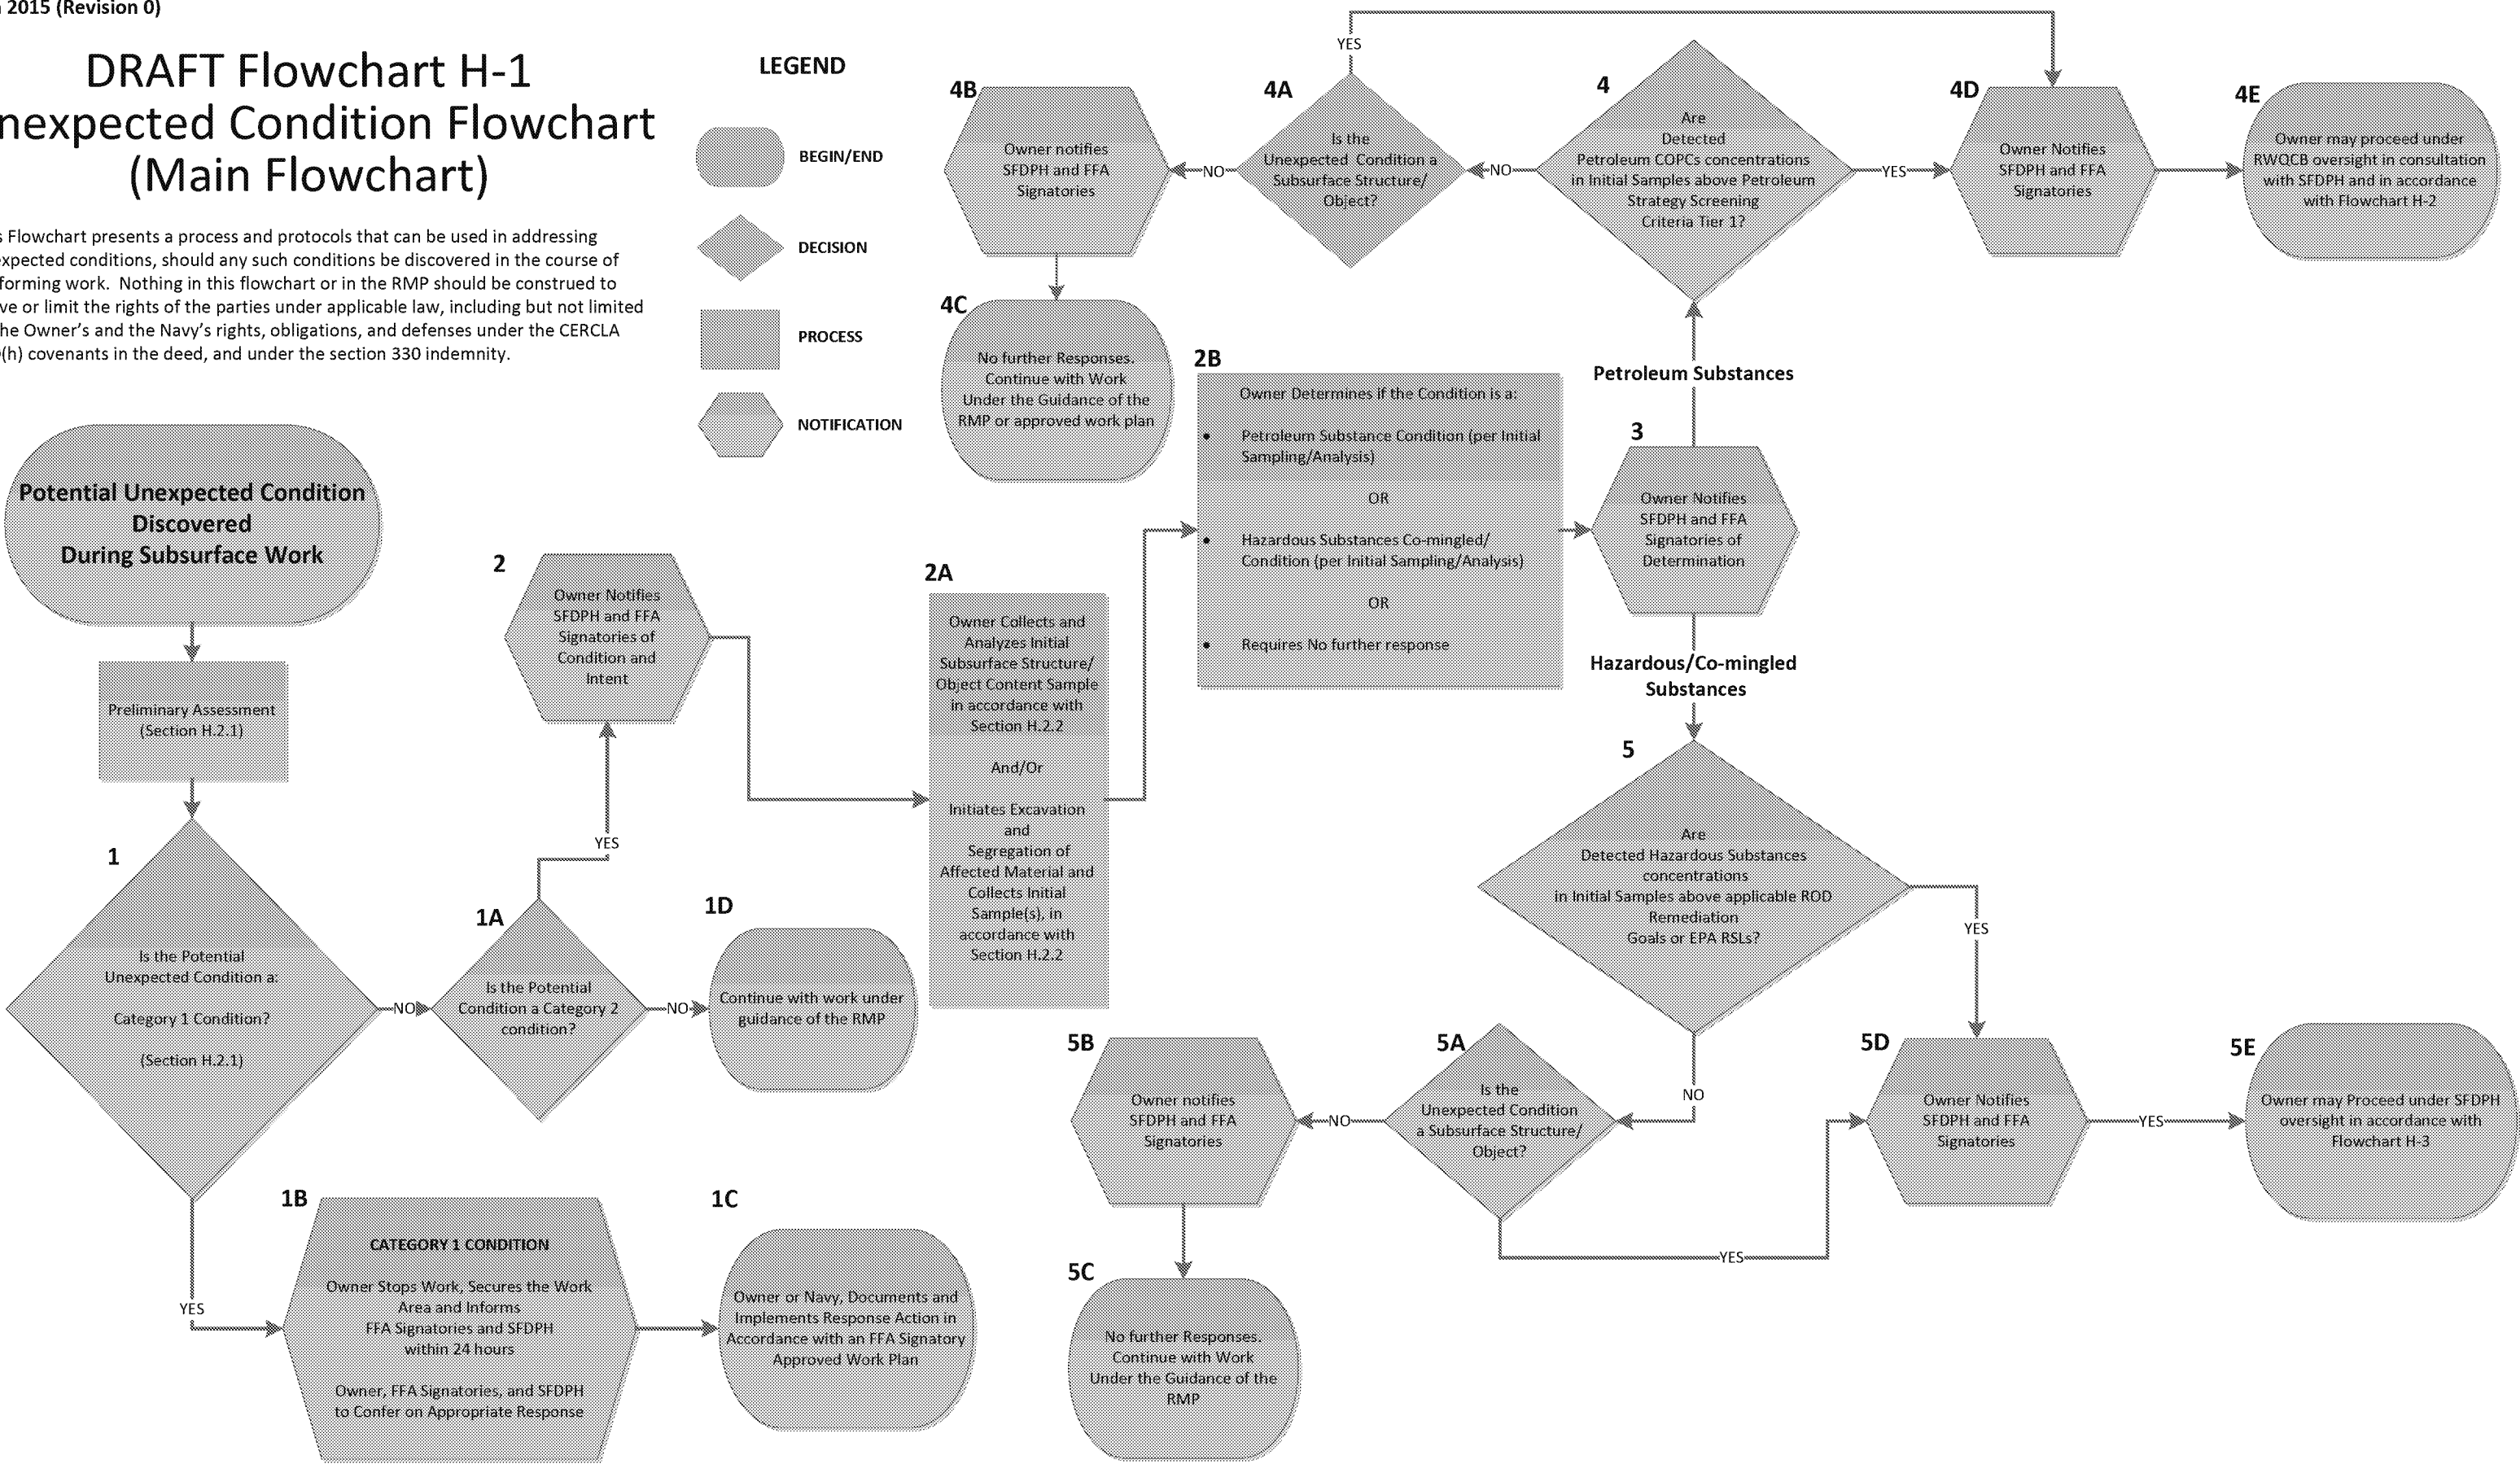 2015 (Revision 0)
DRAFT Flowchart H-1
nexpected Condition Flowchart
(Main Flowchart)
s Flowchart presents a process and protocols that can be used in addressing
expected conditions, should any such conditions be discovered in the course of
forming work. Nothing in this flowchart or in the RMP should be construed to
ve or limit the rights of the parties under applicable law, including but not limited
he Owner's and the Navy's rights, obligations, and defenses under the CERCLA
(h) covenants in the deed, and under the section 330 indemnity.
LEGEND
BEGIN/END
DECISION
PROCESS
NOTIFICATION
Potential Unexpected Condition
Discovered
During Subsurface Work
Preliminary Assessment
(Section H.2.1)
1
Is the Potential
Unexpected Condition a:
Category 1 Condition?
(Section H.2.1)
NO
YES
1A
Is the Potential
Condition a Category 2
condition?
NO
YES
1D
Continue with work under
guidance of the RMP
1B
CATEGORY 1 CONDITION
Owner Stops Work, Secures the Work
Area and Informs
FFA Signatories and SFDPH
within 24 hours
Owner, FFA Signatories, and SFDPH
to Confer on Appropriate Response
1C
Owner or Navy, Documents and
Implements Response Action in
Accordance with an FFA Signatory
Approved Work Plan
2
Owner Notifies
SFDPH and FFA
Signatories of
Condition and
Intent
2A
Owner Collects and
Analyzes Initial
Subsurface Structure/
Object Content Sample
in accordance with
Section H.2.2
And/Or
Initiates Excavation
and
Segregation of
Affected Material and
Collects Initial
Sample(s), in
accordance with
Section H.2.2
2B
Owner Determines if the Condition is a:
• Petroleum Substance Condition (per Initial
Sampling/Analysis)
OR
• Hazardous Substances Co-mingled/
Condition (per Initial Sampling/Analysis)
OR
• Requires No further response
3
Owner Notifies
SFDPH and FFA
Signatories of
Determination
Petroleum Substances
Hazardous/Co-mingled
Substances
4
Are
Detected
Petroleum COPCs concentrations
in Initial Samples above Petroleum
Strategy Screening
Criteria Tier 1?
NO
YES
4A
Is the
Unexpected Condition a
Subsurface Structure/
Object?
NO
YES
4B
Owner notifies
SFDPH and FFA
Signatories
4C
No further Responses.
Continue with Work
Under the Guidance of the
RMP or approved work plan
4D
Owner Notifies
SFDPH and FFA
Signatories
4E
Owner may proceed under
RWQCB oversight in consultation
with SFDPH and in accordance
with Flowchart H-2
5
Are
Detected Hazardous Substances
concentrations
in Initial Samples above applicable ROD
Remediation
Goals or EPA RSLs?
YES
NO
5A
Is the
Unexpected Condition
a Subsurface Structure/
Object?
NO
YES
5B
Owner notifies
SFDPH and FFA
Signatories
5C
No further Responses.
Continue with Work
Under the Guidance of the
RMP
5D
Owner Notifies
SFDPH and FFA
Signatories
YES
5E
Owner may Proceed under SFDPH
oversight in accordance with
Flowchart H-3